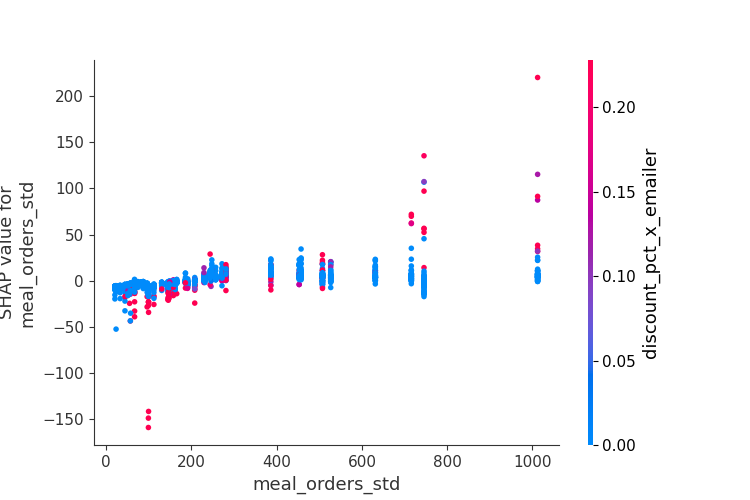 200
150
100
50
0
−50
−100
−150
SHAP value for
meal_orders_std
0 200 400 600 800 1000
meal_orders_std
0.20
0.15
0.10
0.05
0.00
discount_pct_x_emailer